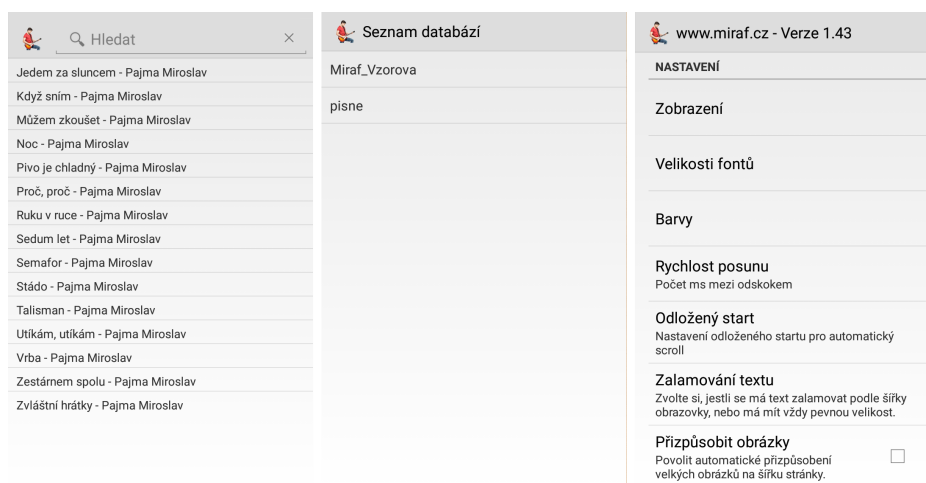 Hledat
Jedem za sluncem - Pajma Miroslav
Když sním - Pajma Miroslav
Můžem zkoušet - Pajma Miroslav
Noc - Pajma Miroslav
Pivo je chladný - Pajma Miroslav
Proč, proč - Pajma Miroslav
Ruku v ruce - Pajma Miroslav
Sedum let - Pajma Miroslav
Semafor - Pajma Miroslav
Stádo - Pajma Miroslav
Talisman - Pajma Miroslav
Utíkám, utíkám - Pajma Miroslav
Vrba - Pajma Miroslav
Zestárnem spolu - Pajma Miroslav
Zvláštní hrátky - Pajma Miroslav
Seznam databází
Miraf_Vzorova
pisne
www.miraf.cz - Verze 1.43
NASTAVENÍ
Zobrazení
Velikosti fontů
Barvy
Rychlost posunu
Počet ms mezi odskokem
Odložený start
Nastavení odloženého startu pro automatický
scroll
Zalamování textu
Zvolte si, jestli se má text zalamovat podle šířky
obrazovky, nebo má mít vždy pevnou velikost.
Přizpůsobit obrázky
Povolit automatické přizpůsobení
velkých obrázků na šířku stránky.